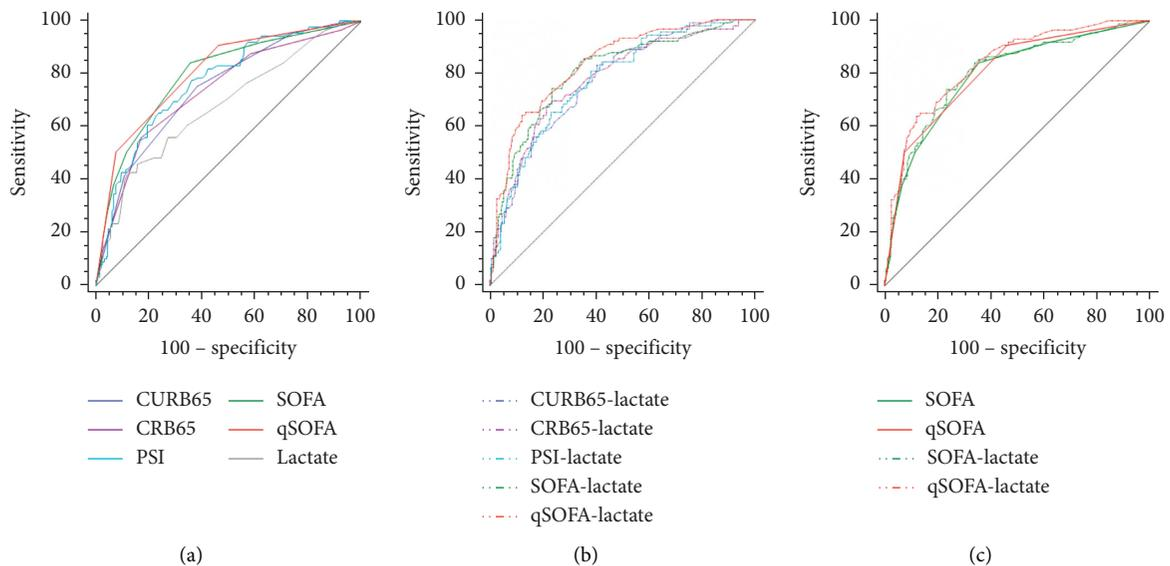 100
80
60
40
20
0
Sensitivity
0 20 40 60 80 100
100 – specificity
CURB65 SOFA
CRB65 qSOFA
PSI Lactate
(a)
100
80
60
40
20
0
Sensitivity
0 20 40 60 80 100
100 – specificity
CURB65-lactate
CRB65-lactate
PSI-lactate
SOFA-lactate
qSOFA-lactate
(b)
100
80
60
40
20
0
Sensitivity
0 20 40 60 80 100
100 – specificity
SOFA
qSOFA
SOFA-lactate
qSOFA-lactate
(c)